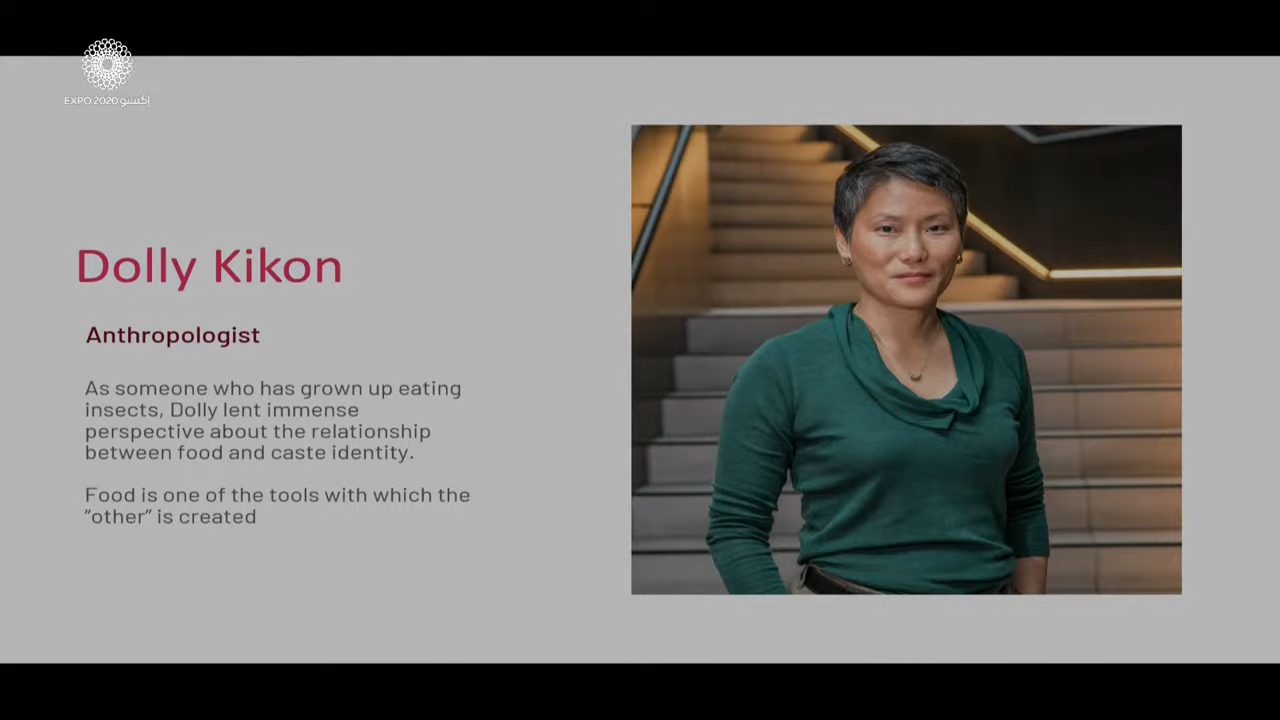 EXPO 2020 إكسبو
Dolly Kikon
Anthropologist
As someone who has grown up eating
insects, Dolly lent immense
perspective about the relationship
between food and caste identity.
Food is one of the tools with which the
“other” is created